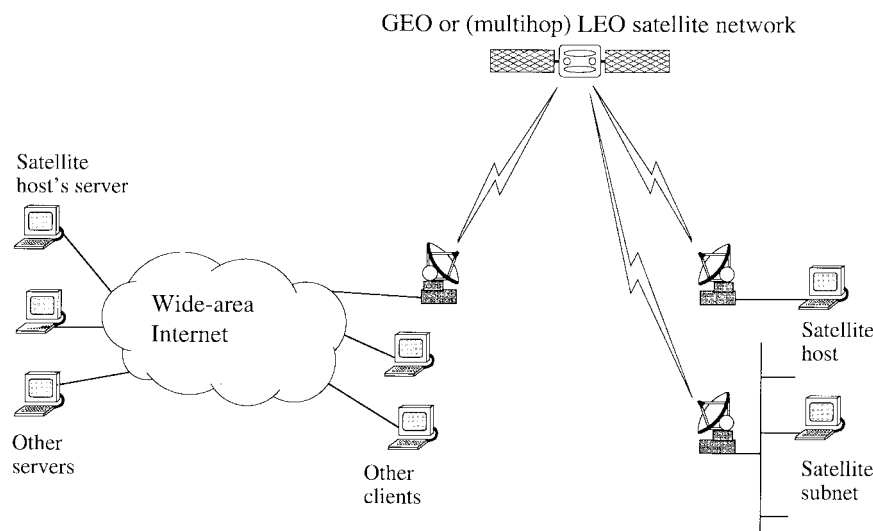 GEO or (multihop) LEO satellite network
Satellite
host's server
Wide-area
Internet
Other
servers
Other
clients
Satellite
host
Satellite
subnet